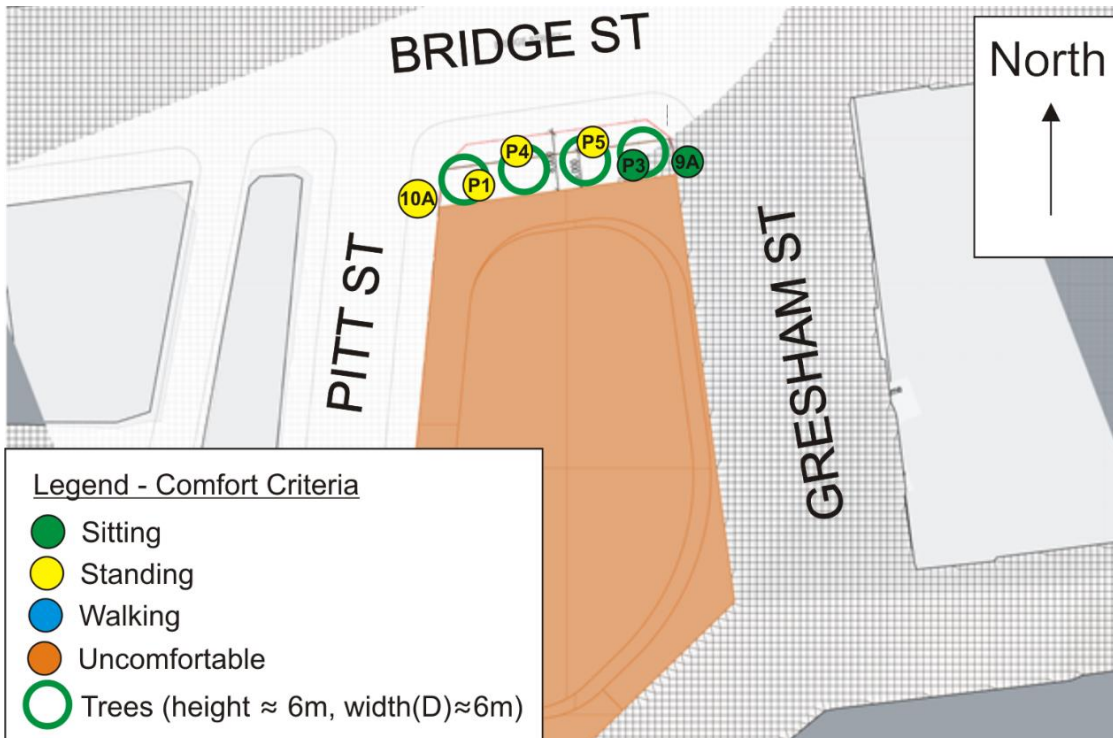 BRIDGE ST
North
P4
P5
P3
9A
P1
10A
PITT ST
GRESHAM ST
Legend - Comfort Criteria
Sitting
Standing
Walking
Uncomfortable
Trees (height ≈ 6m, width(D)≈6m)